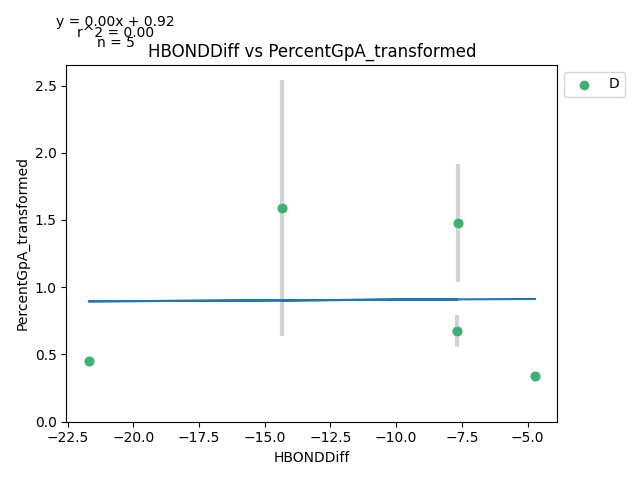 y = 0.00x + 0.92
r^2 = 0.00
n = 5
HBONDDiff vs PercentGpA_transformed
D
PercentGpA_transformed
2.5
2.0
1.5
1.0
0.5
0.0
−22.5 −20.0 −17.5 −15.0 −12.5 −10.0 −7.5 −5.0
HBONDDiff